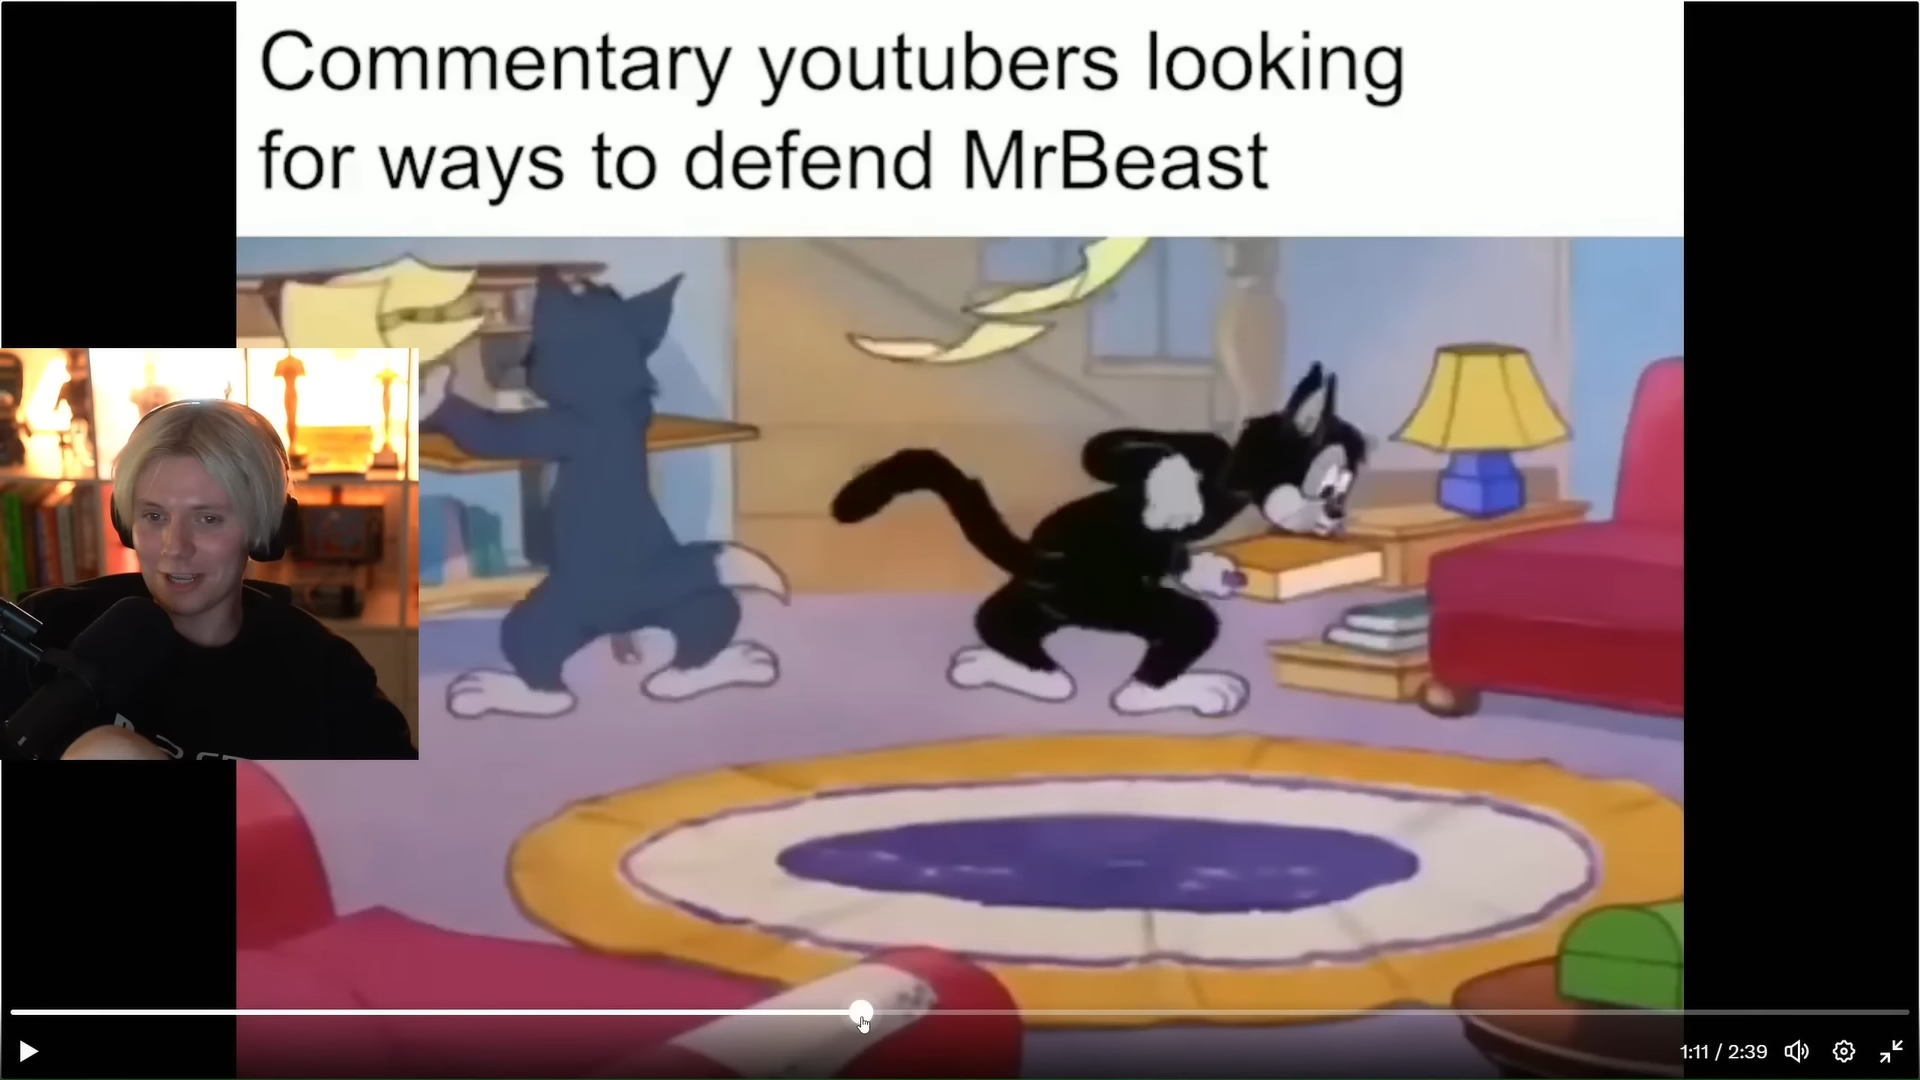 Commentary youtubers looking
for ways to defend MrBeast
1:11 / 2:39